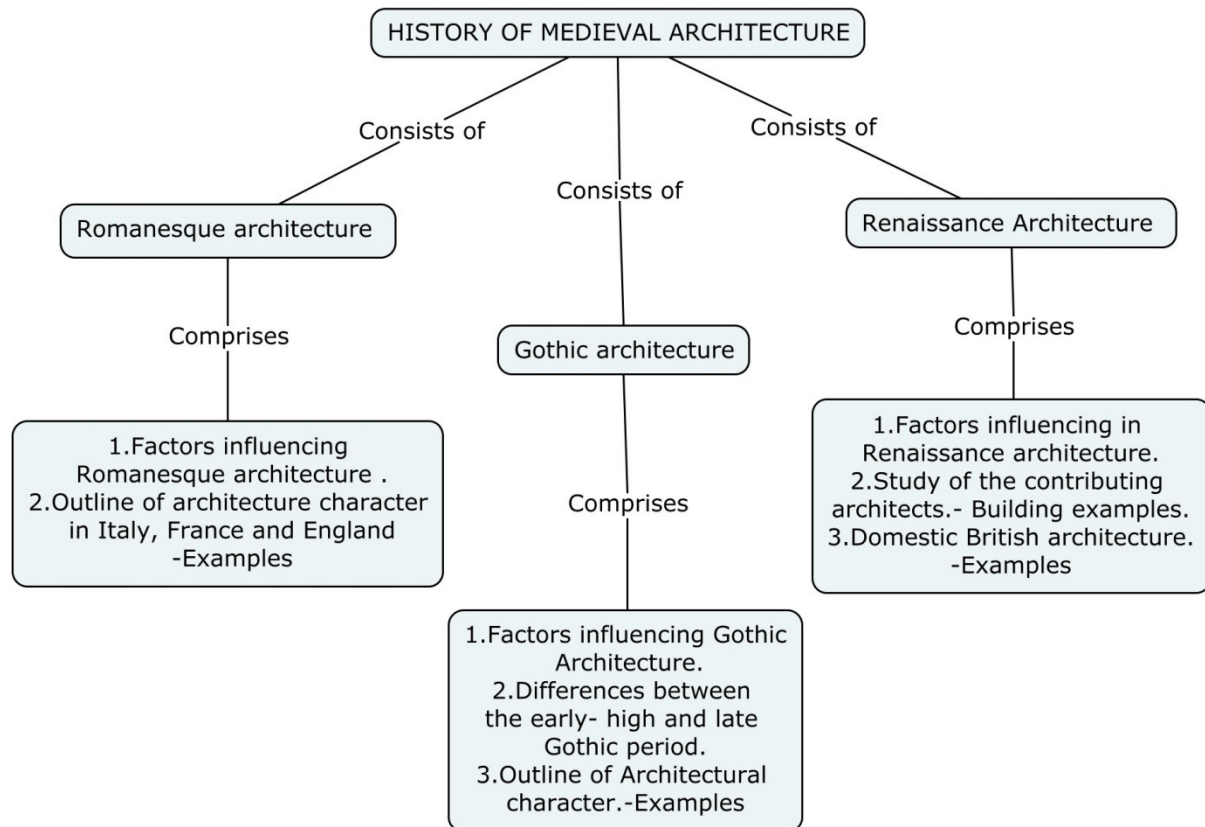 HISTORY OF MEDIEVAL ARCHITECTURE
Consists of
Consists of
Consists of
Romanesque architecture
Renaissance Architecture
Comprises
Gothic architecture
Comprises
1.Factors influencing
Romanesque architecture .
2.Outline of architecture character
in Italy, France and England
-Examples
1.Factors influencing in
Renaissance architecture.
2.Study of the contributing
architects.- Building examples.
3.Domestic British architecture.
-Examples
Comprises
1.Factors influencing Gothic
Architecture.
2.Differences between
the early- high and late
Gothic period.
3.Outline of Architectural
character.-Examples